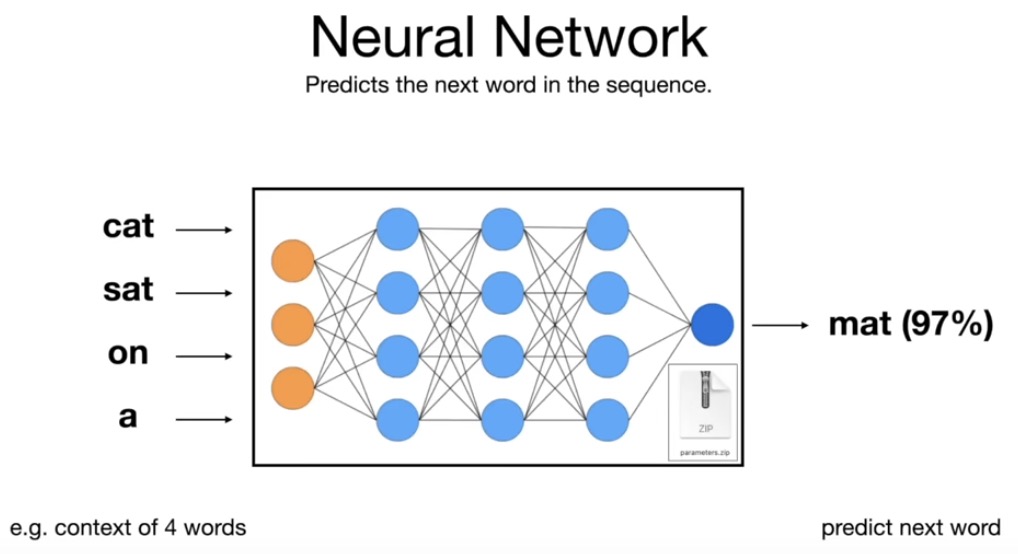 Neural Network
Predicts the next word in the sequence.
cat
sat
on
a
mat (97%)
ZIP
parameters.zip
e.g. context of 4 words
predict next word